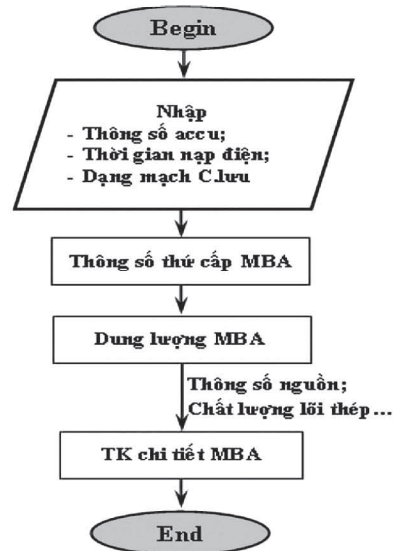 Begin
Nhập
- Thông số accu;
- Thời gian nạp điện;
- Dạng mạch C.lưu
Thông số thứ cấp MBA
Dung lượng MBA
Thông số nguồn;
Chất lượng lõi thép...
TK chi tiết MBA
End